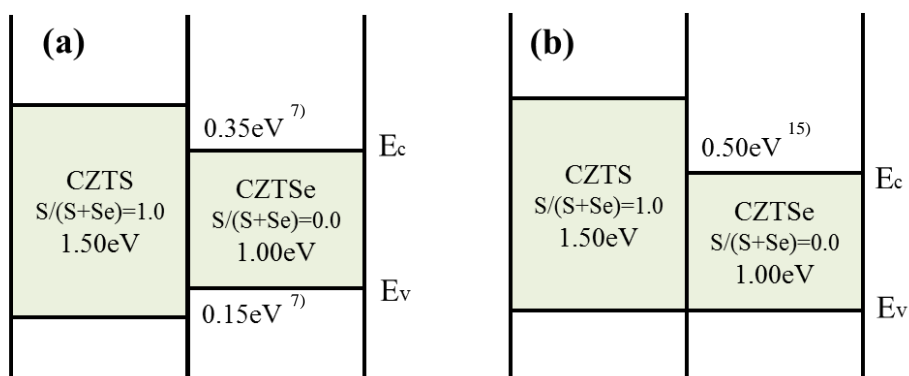 (a)
0.35eV 7)
Ec
CZTS
S/(S+Se)=1.0
1.50eV
CZTSe
S/(S+Se)=0.0
1.00eV
Ev
0.15eV 7)
(b)
0.50eV 15)
Ec
CZTS
S/(S+Se)=1.0
1.50eV
CZTSe
S/(S+Se)=0.0
1.00eV
Ev